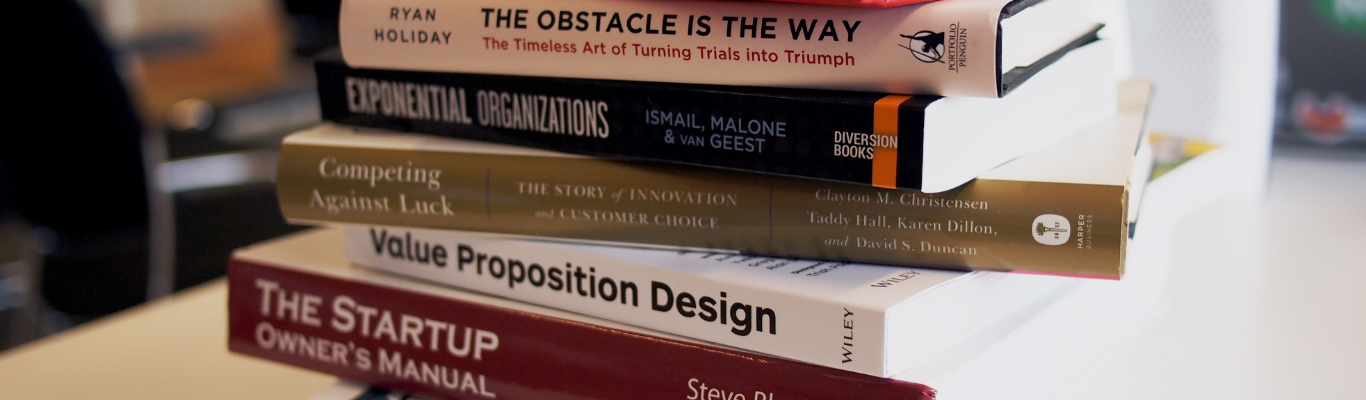 RYAN
HOLIDAY
THE OBSTACLE IS THE WAY
The Timeless Art of Turning Trials into Triumph
PORTFOLIO
PENGUIN
EXPONENTIAL ORGANIZATIONS
ISMAIL, MALONE
& VAN GEEST
DIVERSION
BOOKS
Competing
Against Luck
THE STORY of INNOVATION
and CUSTOMER CHOICE
Clayton M. Christensen
Taddy Hall, Karen Dillon,
and David S. Duncan
HARPER
BUSINESS
Value Proposition Design
WILEY
WILEY
THE STARTUP
OWNER'S MANUAL
Steve